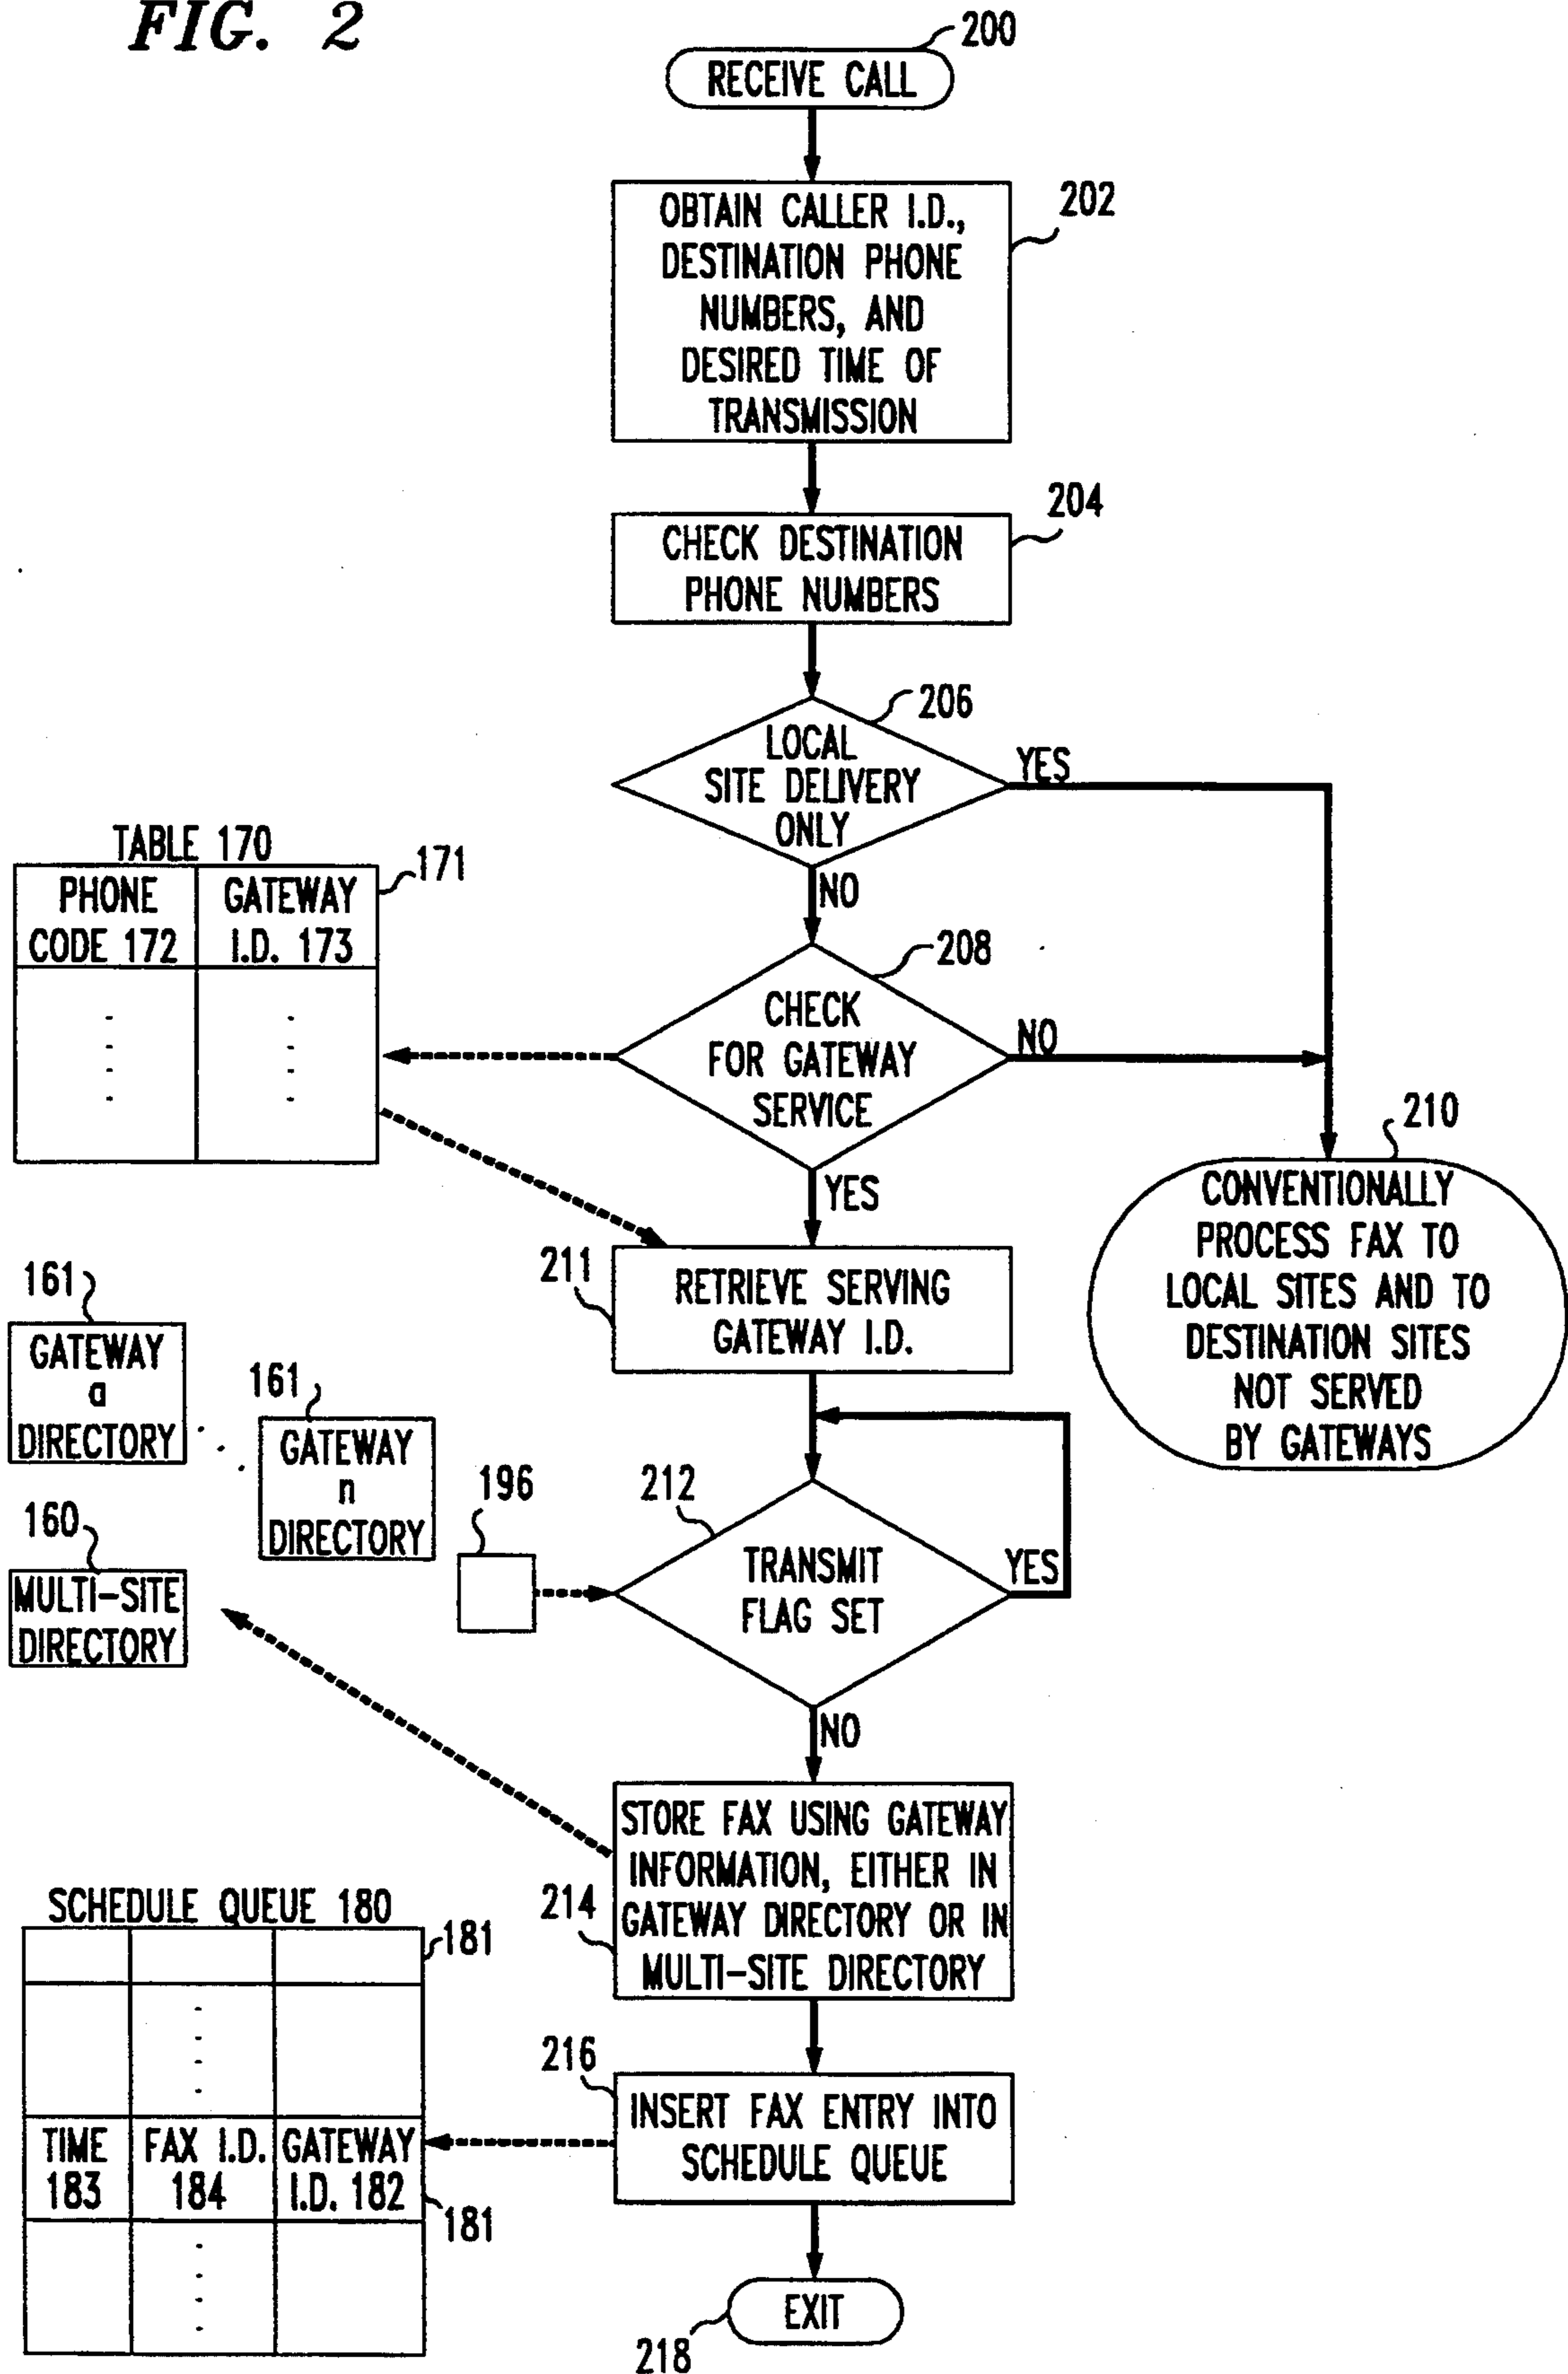 FIG. 2
200
RECEIVE CALL
202
OBTAIN CALLER I.D.,
DESTINATION PHONE
NUMBERS, AND
DESIRED TIME OF
TRANSMISSION
204
CHECK DESTINATION
PHONE NUMBERS
206
LOCAL
SITE DELIVERY
ONLY
YES
NO
TABLE 170
171
PHONE
CODE 172
GATEWAY
I.D. 173
208
CHECK
FOR GATEWAY
SERVICE
NO
YES
210
CONVENTIONALLY
PROCESS FAX TO
LOCAL SITES AND TO
DESTINATION SITES
NOT SERVED
BY GATEWAYS
211
RETRIEVE SERVING
GATEWAY I.D.
161
GATEWAY
a
DIRECTORY
161
GATEWAY
n
DIRECTORY
160
MULTI-SITE
DIRECTORY
196
212
TRANSMIT
FLAG SET
YES
NO
214
STORE FAX USING GATEWAY
INFORMATION, EITHER IN
GATEWAY DIRECTORY OR IN
MULTI-SITE DIRECTORY
SCHEDULE QUEUE 180
181
TIME
183
FAX I.D.
184
GATEWAY
I.D. 182
181
216
INSERT FAX ENTRY INTO
SCHEDULE QUEUE
EXIT
218